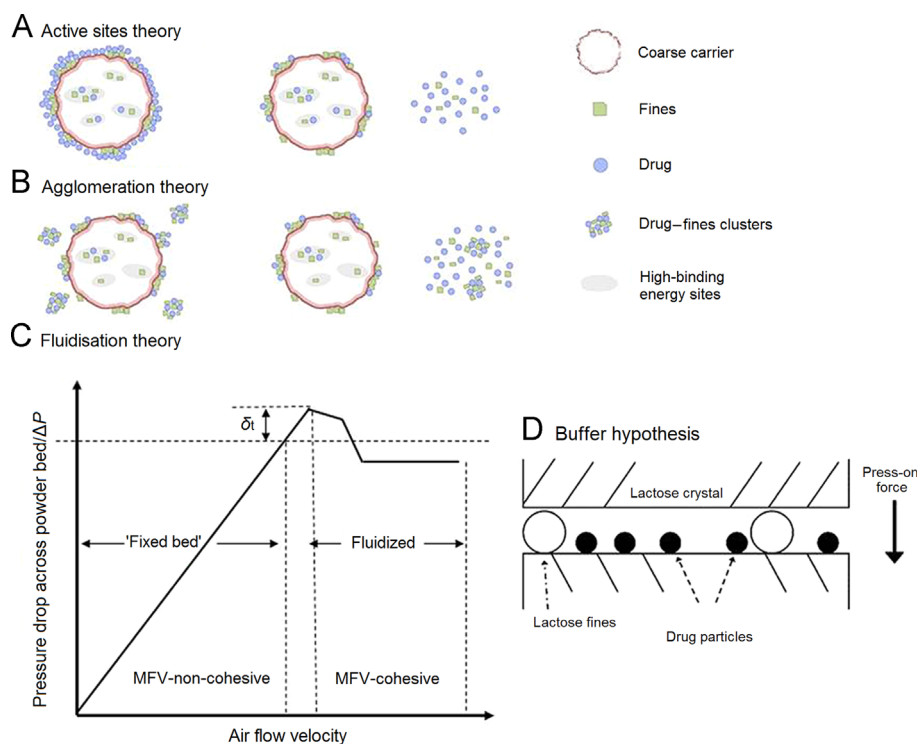 A Active sites theory
Coarse carrier
Fines
Drug
B Agglomeration theory
Drug–fines clusters
High-binding
energy sites
C Fluidisation theory
Pressure drop across powder bed/ΔP
δt
'Fixed bed'
Fluidized
MFV-non-cohesive
MFV-cohesive
Air flow velocity
D Buffer hypothesis
Lactose crystal
Press-on
force
Lactose fines
Drug particles